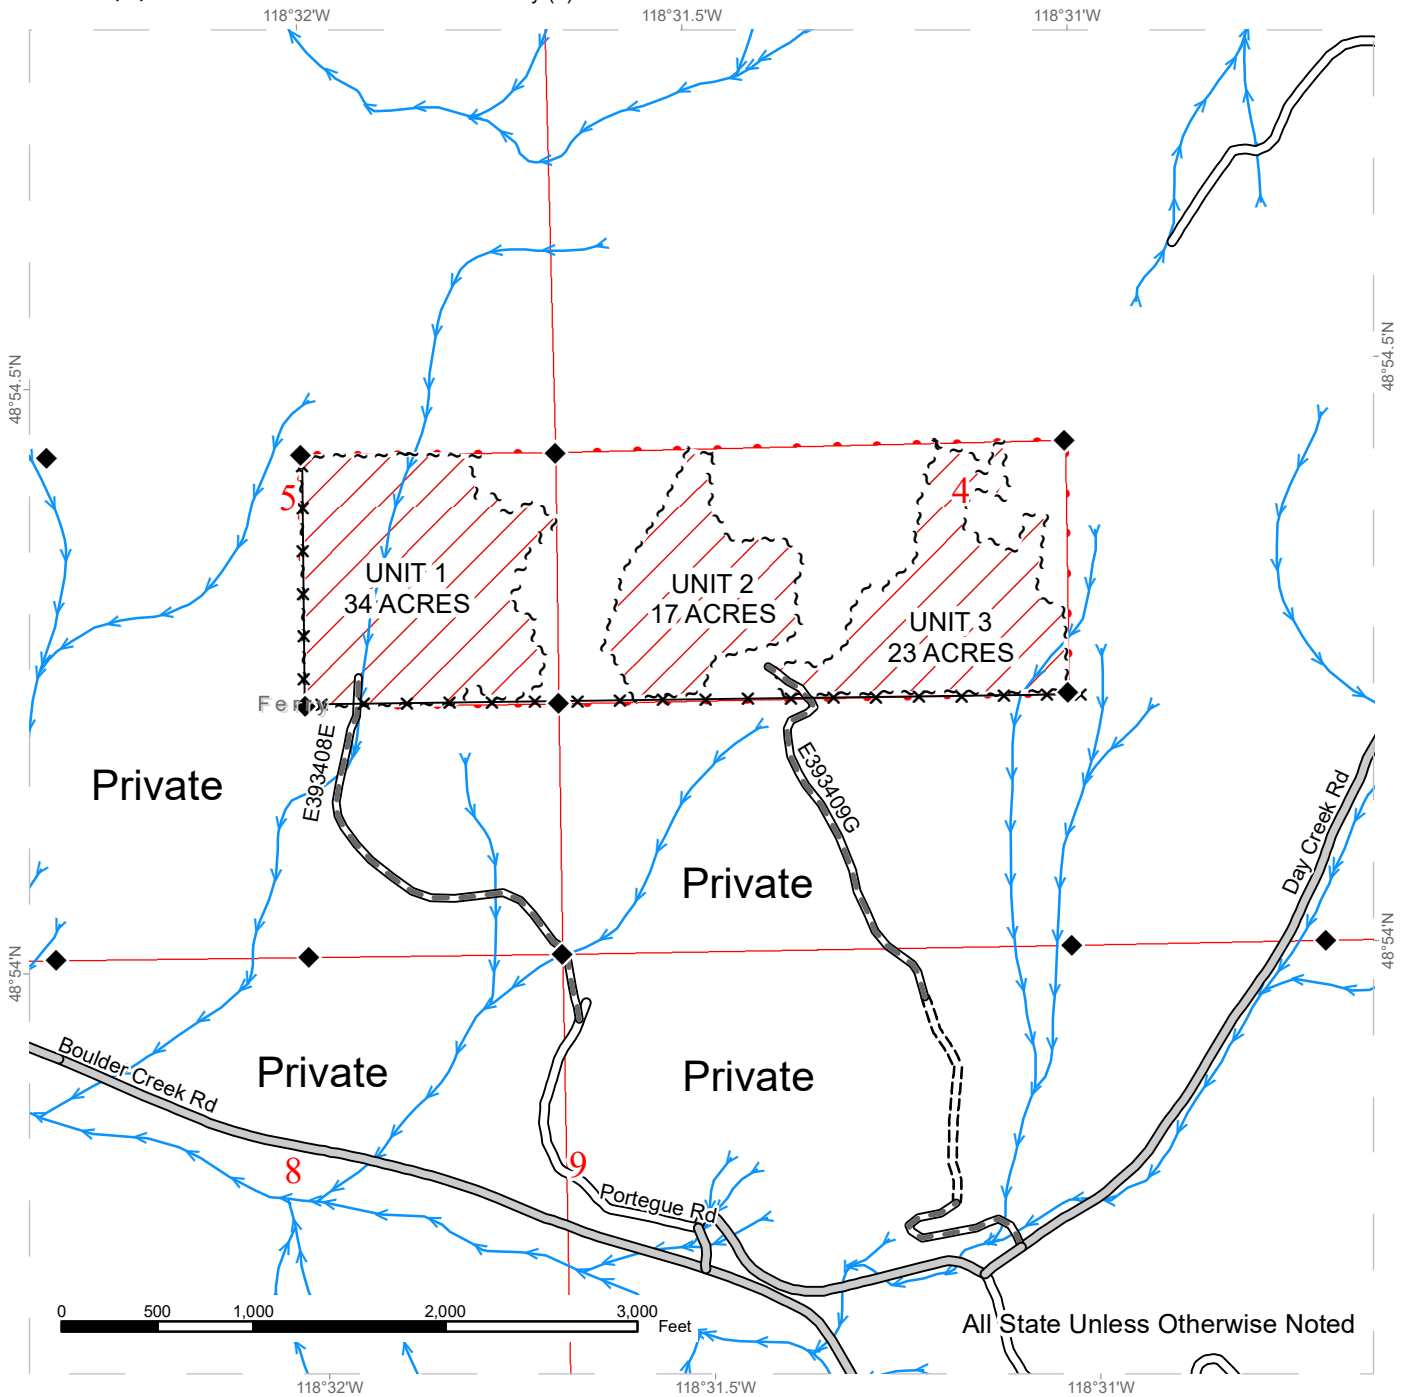 118°32'W
118°31.5'W
118°31'W
48°54.5'N
48°54.5'N
5
4
UNIT 1
34 ACRES
UNIT 2
17 ACRES
UNIT 3
23 ACRES
Ferry
E393408E
E393409G
Private
Private
Day Creek Rd
48°54'N
48°54'N
Boulder Creek Rd
Private
Private
8
9
Portegue Rd
0 500 1,000 2,000 3,000
Feet
All State Unless Otherwise Noted
118°32'W
118°31.5'W
118°31'W